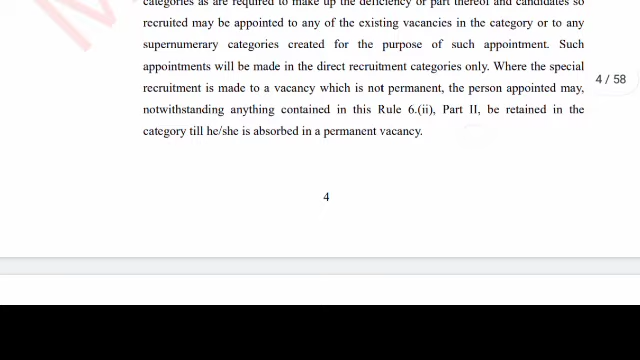 categories as are required to make up the deficiency or part thereof and candidates so
recruited may be appointed to any of the existing vacancies in the category or to any
supernumerary categories created for the purpose of such appointment. Such
appointments will be made in the direct recruitment categories only. Where the special
recruitment is made to a vacancy which is not permanent, the person appointed may,
notwithstanding anything contained in this Rule 6.(ii), Part II, be retained in the
category till he/she is absorbed in a permanent vacancy.
4 / 58
4